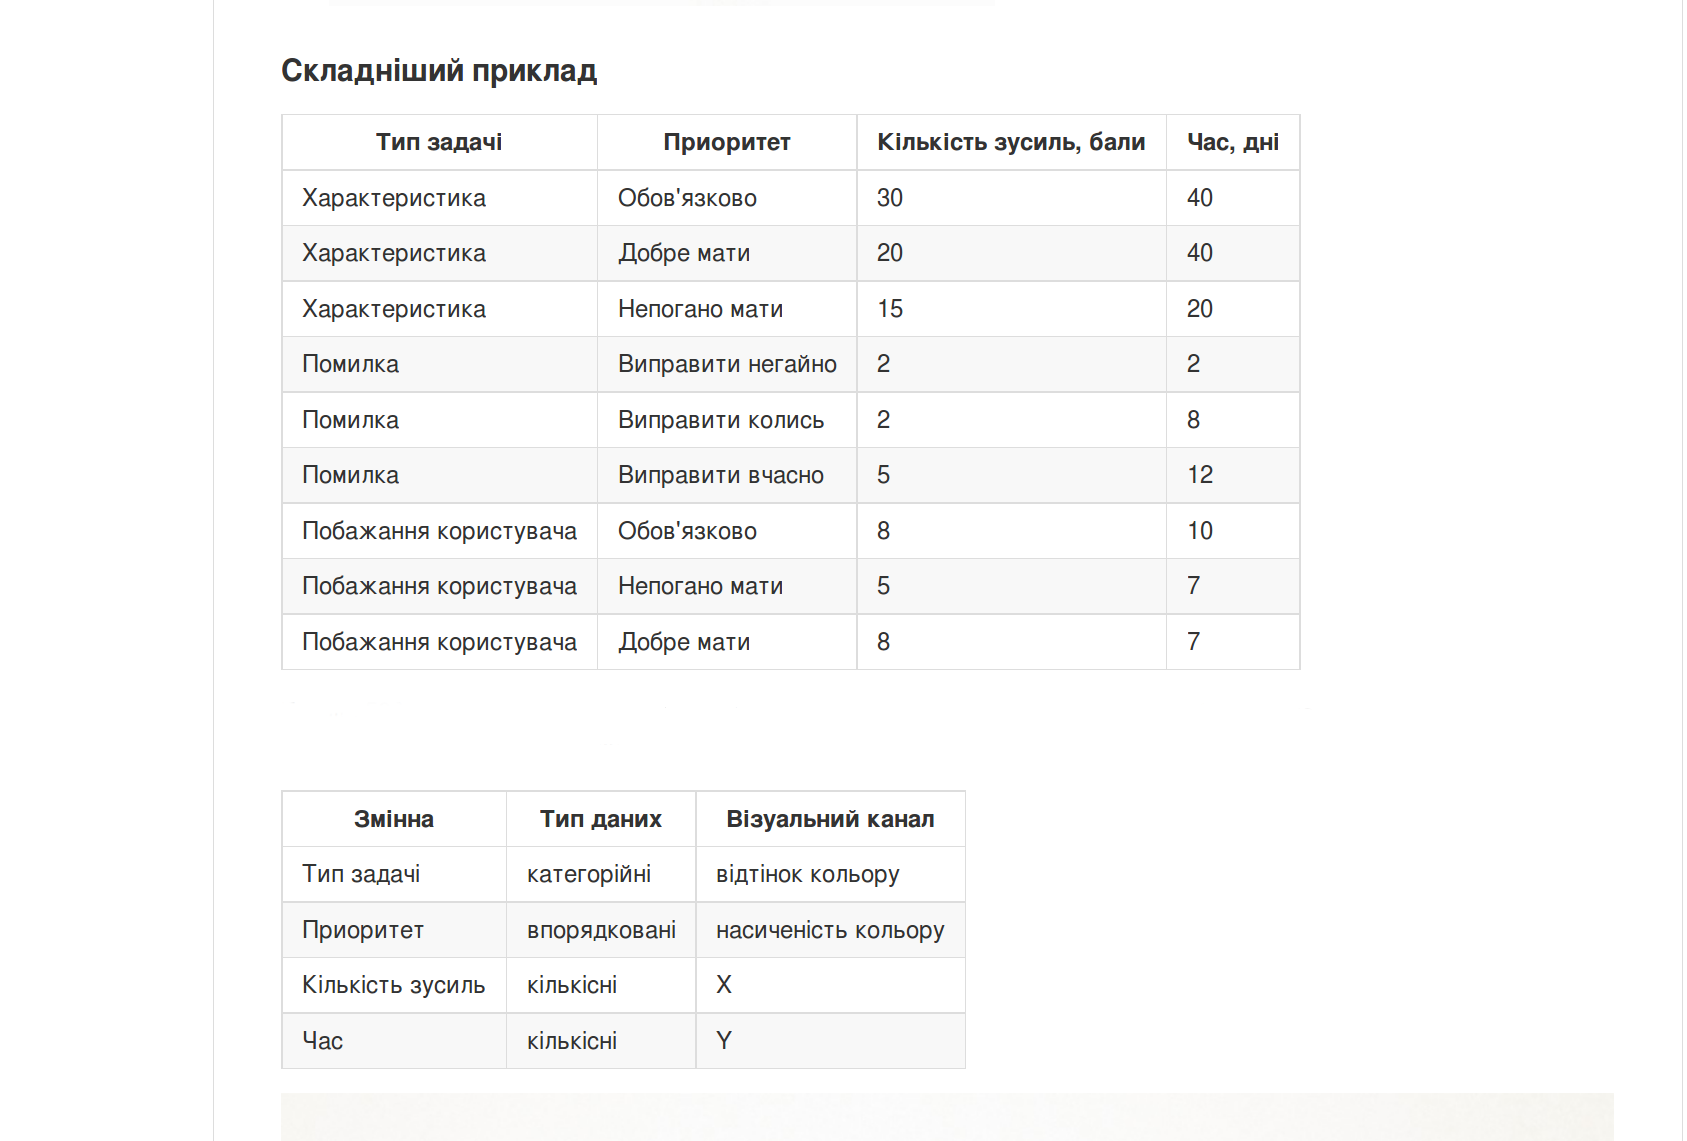 Складніший приклад
Тип задачі Приоритет Кількість зусиль, бали Час, дні
Характеристика Обов'язково 30 40
Характеристика Добре мати 20 40
Характеристика Непогано мати 15 20
Помилка Виправити негайно 2 2
Помилка Виправити колись 2 8
Помилка Виправити вчасно 5 12
Побажання користувача Обов'язково 8 10
Побажання користувача Непогано мати 5 7
Побажання користувача Добре мати 8 7
Змінна Тип даних Візуальний канал
Тип задачі категорійні відтінок кольору
Приоритет впорядковані насиченість кольору
Кількість зусиль кількісні X
Час кількісні Y